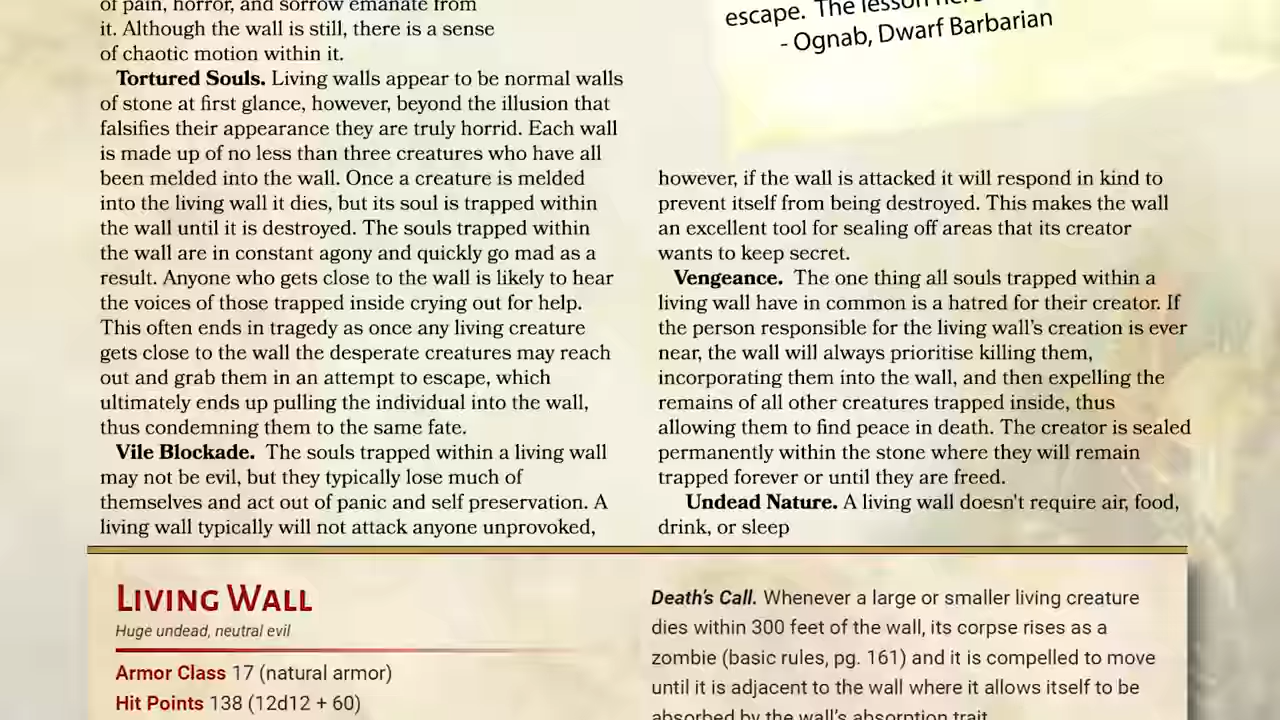 of pain, horror, and sorrow emanate from
it. Although the wall is still, there is a sense
of chaotic motion within it.
Tortured Souls. Living walls appear to be normal walls
of stone at first glance, however, beyond the illusion that
falsifies their appearance they are truly horrid. Each wall
is made up of no less than three creatures who have all
been melded into the wall. Once a creature is melded
into the living wall it dies, but its soul is trapped within
the wall until it is destroyed. The souls trapped within
the wall are in constant agony and quickly go mad as a
result. Anyone who gets close to the wall is likely to hear
the voices of those trapped inside crying out for help.
This often ends in tragedy as once any living creature
gets close to the wall the desperate creatures may reach
out and grab them in an attempt to escape, which
ultimately ends up pulling the individual into the wall,
thus condemning them to the same fate.
Vile Blockade. The souls trapped within a living wall
may not be evil, but they typically lose much of
themselves and act out of panic and self preservation. A
living wall typically will not attack anyone unprovoked,
escape. The lesson
- Ognab, Dwarf Barbarian
however, if the wall is attacked it will respond in kind to
prevent itself from being destroyed. This makes the wall
an excellent tool for sealing off areas that its creator
wants to keep secret.
Vengeance. The one thing all souls trapped within a
living wall have in common is a hatred for their creator. If
the person responsible for the living wall's creation is ever
near, the wall will always prioritise killing them,
incorporating them into the wall, and then expelling the
remains of all other creatures trapped inside, thus
allowing them to find peace in death. The creator is sealed
permanently within the stone where they will remain
trapped forever or until they are freed.
Undead Nature. A living wall doesn't require air, food,
drink, or sleep
Living Wall
Huge undead, neutral evil
Armor Class 17 (natural armor)
Hit Points 138 (12d12 + 60)
Death's Call. Whenever a large or smaller living creature
dies within 300 feet of the wall, its corpse rises as a
zombie (basic rules, pg. 161) and it is compelled to move
until it is adjacent to the wall where it allows itself to be
absorbed by the wall's absorption trait